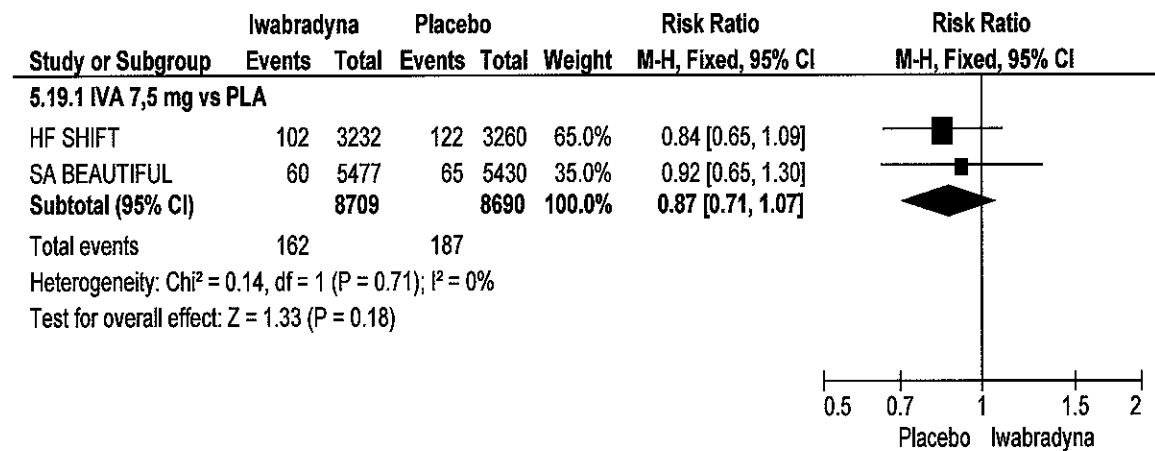 Iwabradyna Placebo Risk Ratio Risk Ratio
Study or Subgroup Events Total Events Total Weight M-H, Fixed, 95% CI M-H, Fixed, 95% CI
5.19.1 IVA 7,5 mg vs PLA
HF SHIFT 102 3232 122 3260 65.0% 0.84 [0.65, 1.09]
SA BEAUTIFUL 60 5477 65 5430 35.0% 0.92 [0.65, 1.30]
Subtotal (95% CI) 8709 8690 100.0% 0.87 [0.71, 1.07]
Total events 162 187
Heterogeneity: Chi² = 0.14, df = 1 (P = 0.71); I² = 0%
Test for overall effect: Z = 1.33 (P = 0.18)
0.5 0.7 1 1.5 2
Placebo Iwabradyna